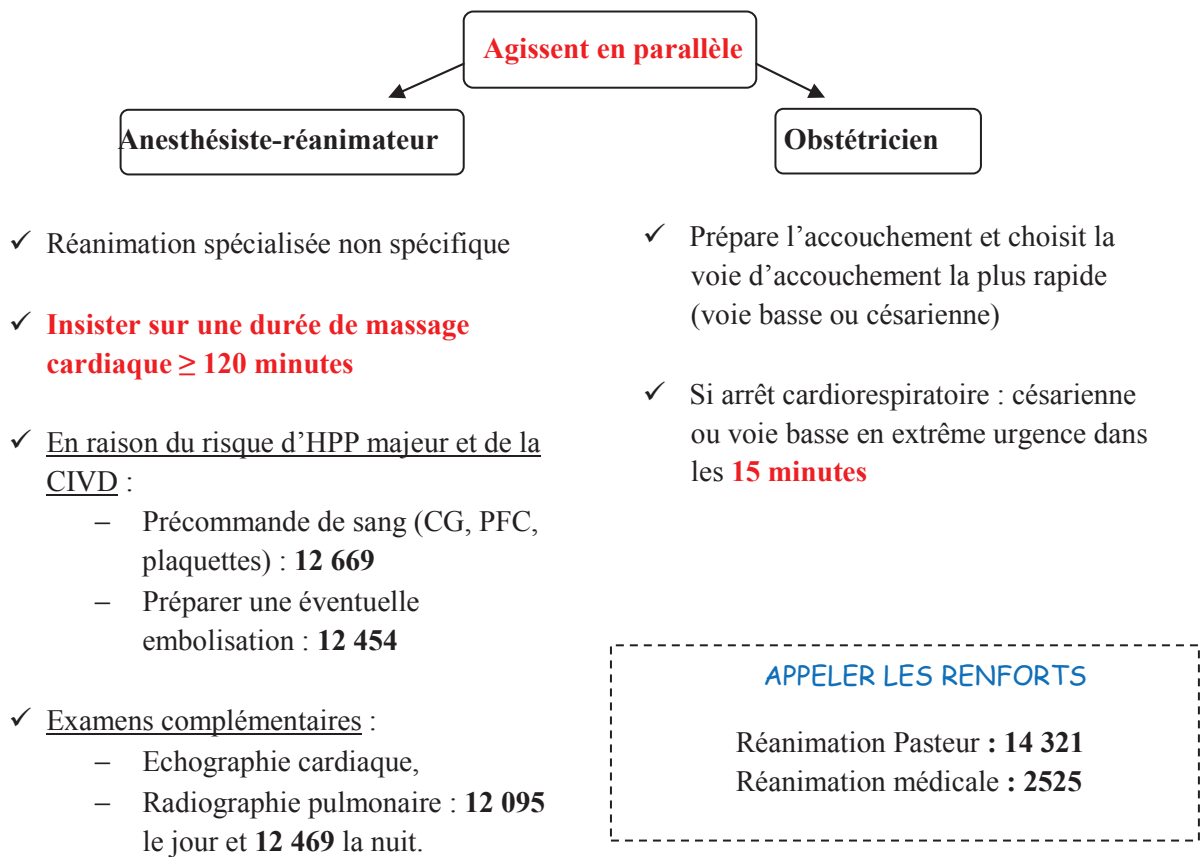 Agissent en parallèle
Anesthésiste-réanimateur
Obstétricien
✓ Réanimation spécialisée non spécifique
✓ Insister sur une durée de massage
cardiaque ≥ 120 minutes
✓ En raison du risque d’HPP majeur et de la
CIVD :
– Précommande de sang (CG, PFC,
plaquettes) : 12 669
– Préparer une éventuelle
embolisation : 12 454
✓ Examens complémentaires :
– Echographie cardiaque,
– Radiographie pulmonaire : 12 095
le jour et 12 469 la nuit.
✓ Prépare l’accouchement et choisit la
voie d’accouchement la plus rapide
(voie basse ou césarienne)
✓ Si arrêt cardiorespiratoire : césarienne
ou voie basse en extrême urgence dans
les 15 minutes
APPELER LES RENFORTS
Réanimation Pasteur : 14 321
Réanimation médicale : 2525